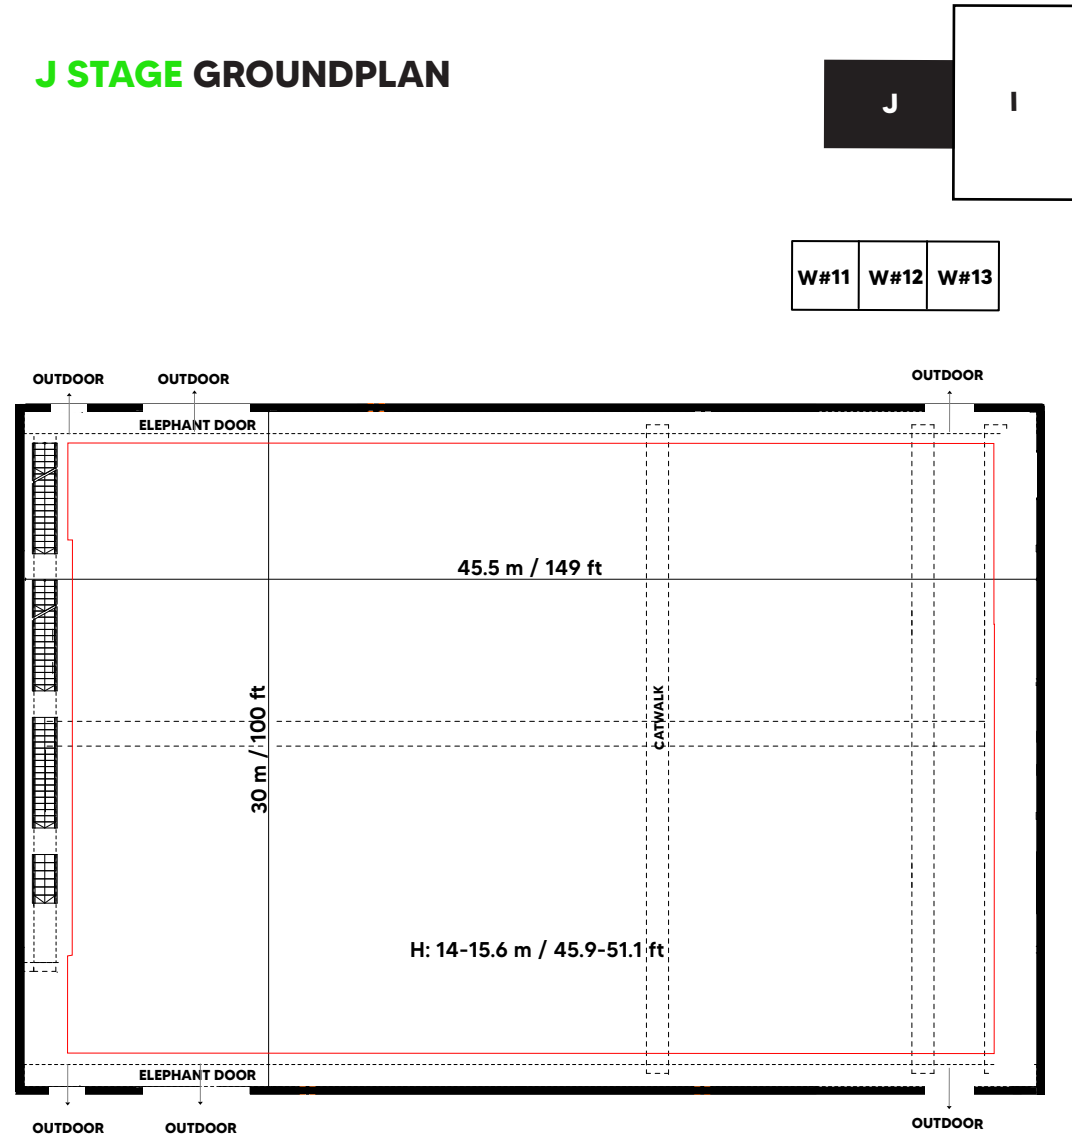 J STAGE GROUNDPLAN
J
I
W#11
W#12
W#13
OUTDOOR
OUTDOOR
OUTDOOR
ELEPHANT DOOR
45.5 m / 149 ft
30 m / 100 ft
CATWALK
H: 14-15.6 m / 45.9-51.1 ft
ELEPHANT DOOR
OUTDOOR
OUTDOOR
OUTDOOR